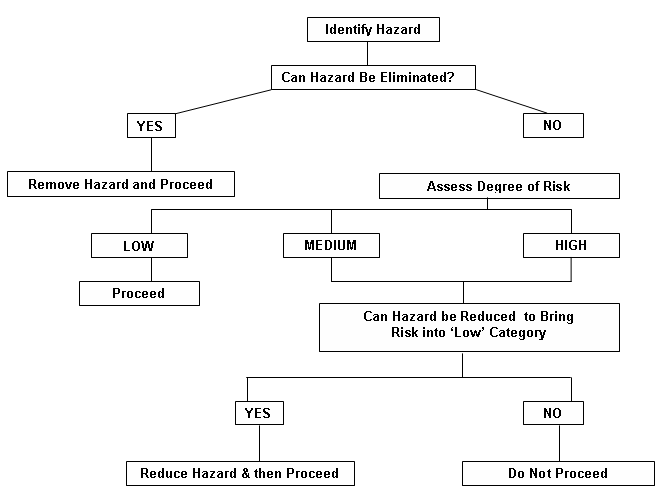 Identify Hazard
Can Hazard Be Eliminated?
YES
NO
Remove Hazard and Proceed
Assess Degree of Risk
LOW
MEDIUM
HIGH
Proceed
Can Hazard be Reduced to Bring
Risk into ‘Low’ Category
YES
NO
Reduce Hazard & then Proceed
Do Not Proceed